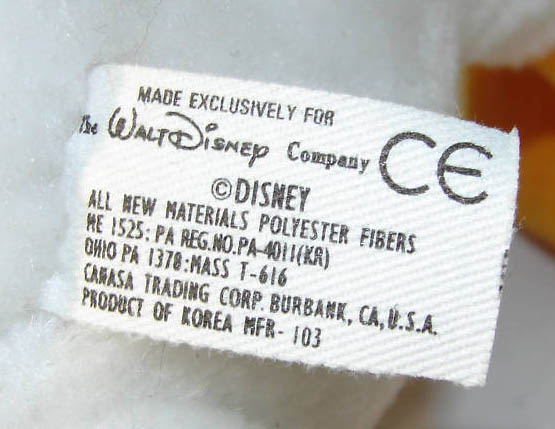 MADE EXCLUSIVELY FOR
The WALT DISNEY Company CE
©DISNEY
ALL NEW MATERIALS POLYESTER FIBERS
ME 1525: PA REG.NO.PA-4011(KR)
OHIO PA 1378:MASS T-616
CANASA TRADING CORP. BURBANK, CA, U.S.A.
PRODUCT OF KOREA MFR- 103